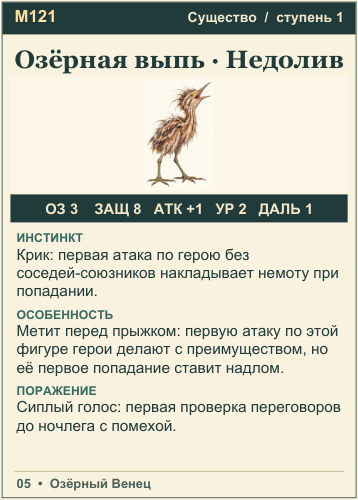 M121
Существо / ступень 1
Озёрная выпь · Недолив
ОЗ 3 ЗАЩ 8 АТК +1 УР 2 ДАЛЬ 1
ИНСТИНКТ
Крик: первая атака по герою без
соседей-союзников накладывает немоту при
попадании.
ОСОБЕННОСТЬ
Метит перед прыжком: первую атаку по этой
фигуре герои делают с преимуществом, но
её первое попадание ставит надлом.
ПОРАЖЕНИЕ
Сиплый голос: первая проверка переговоров
до ночлега с помехой.
05 • Озёрный Венец